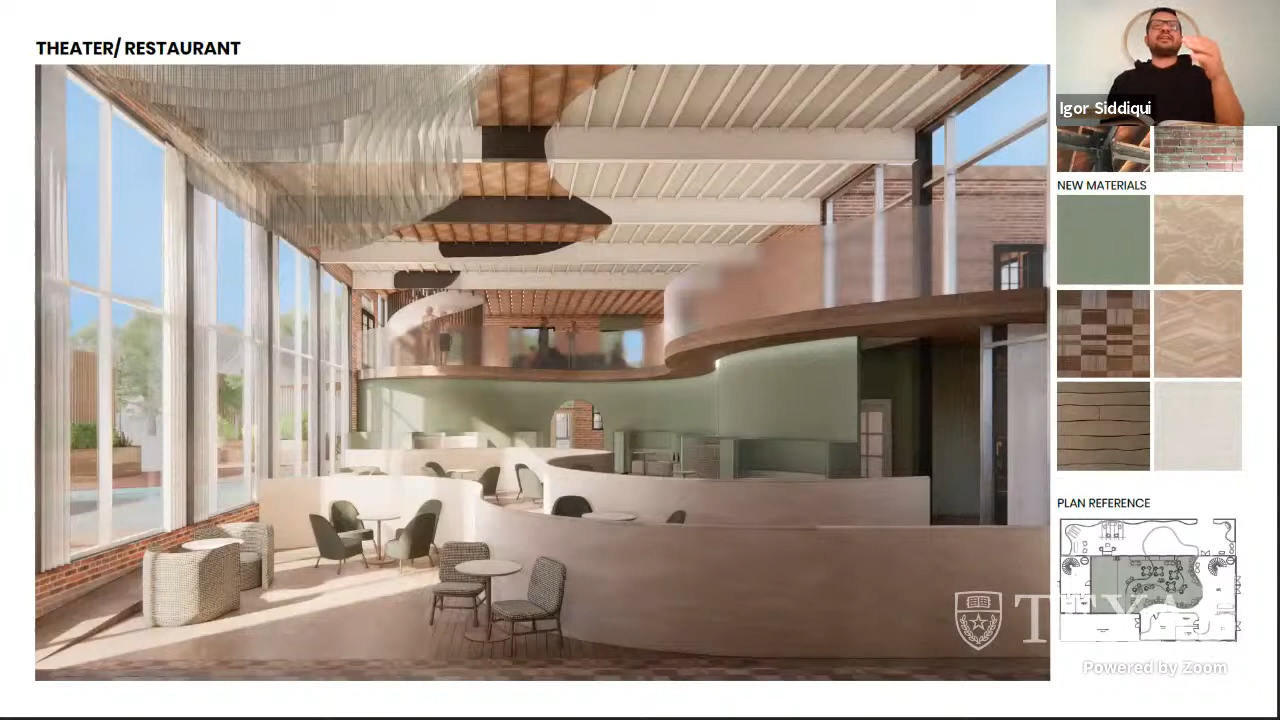 THEATER/ RESTAURANT
Igor Siddiqui
NEW MATERIALS
PLAN REFERENCE
Powered by Zoom